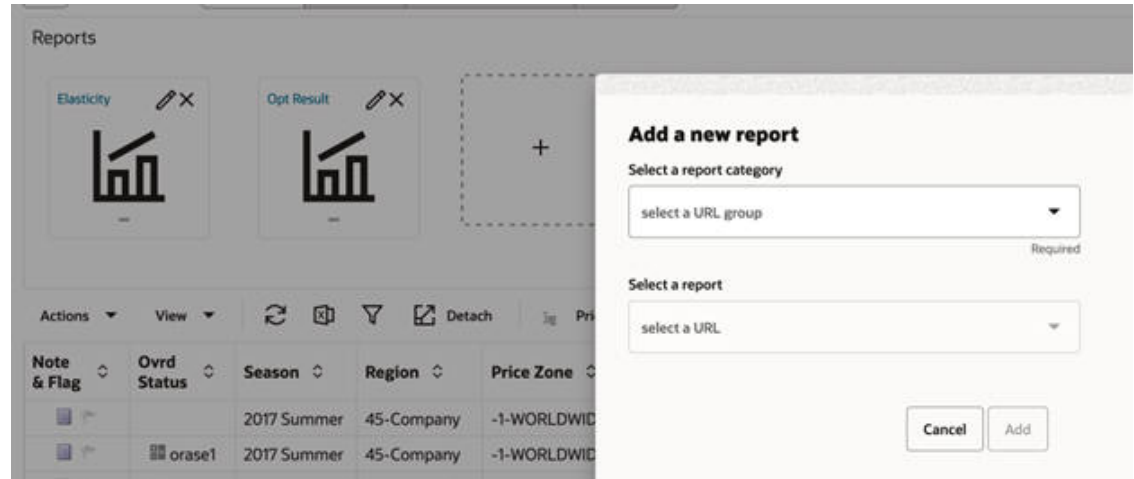 Reports
Elasticity
Opt Result
+
Add a new report
Select a report category
select a URL group
Required
Select a report
select a URL
Cancel Add
Actions View Detach
Note & Flag Ovrd Status Season Region Price Zone
2017 Summer 45-Company -1-WORLDWID
orase1 2017 Summer 45-Company -1-WORLDWID